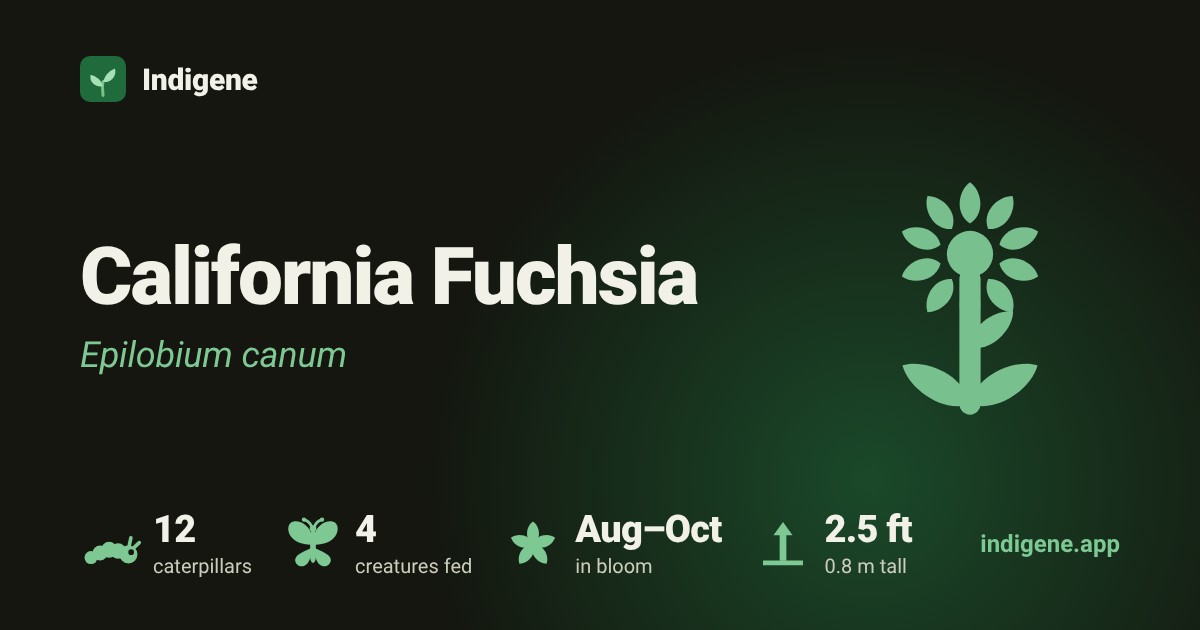 Indigene
California Fuchsia
Epilobium canum
12
caterpillars
4
creatures fed
Aug–Oct
in bloom
2.5 ft
0.8 m tall
indigene.app